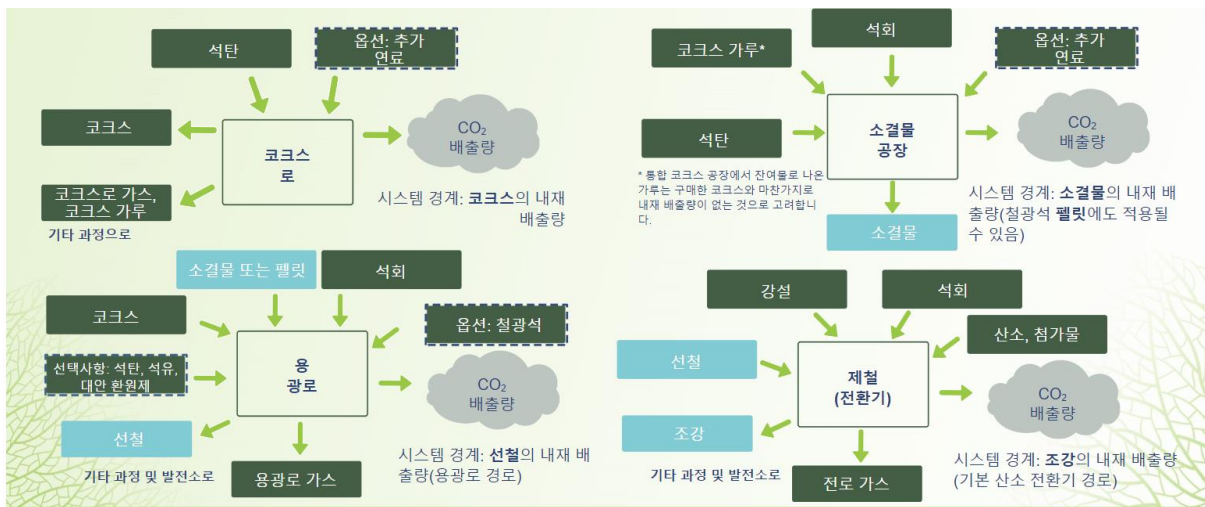 석탄
옵션: 추가
연료
코크스
코크스
로
CO₂
배출량
코크스로 가스,
코크스 가루
기타 과정으로
시스템 경계: 코크스의 내재
배출량
코크스 가루*
석회
옵션: 추가
연료
석탄
소결물
공장
CO₂
배출량
* 통합 코크스 공장에서 잔여물로 나온
가루는 구매한 코크스와 마찬가지로
내재 배출량이 없는 것으로 고려합니
다.
시스템 경계: 소결물의 내재 배
출량(철광석 펠릿에도 적용될
수 있음)
소결물
소결물 또는 펠릿
석회
코크스
옵션: 철광석
선택사항: 석탄, 석유,
대안 환원제
용
광로
CO₂
배출량
선철
기타 과정 및 발전소로
용광로 가스
시스템 경계: 선철의 내재 배
출량(용광로 경로)
강설
석회
산소, 첨가물
선철
제철
(전환기)
CO₂
배출량
조강
기타 과정 및 발전소로
전로 가스
시스템 경계: 조강의 내재 배출량
(기본 산소 전환기 경로)